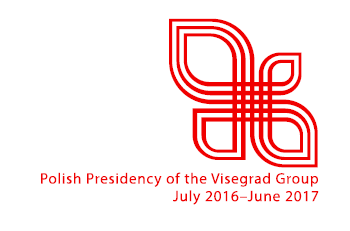 Polish Presidency of the Visegrad Group
July 2016–June 2017